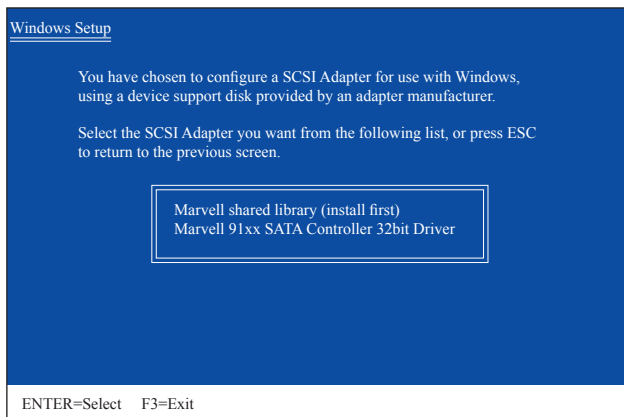 Windows Setup
You have chosen to configure a SCSI Adapter for use with Windows,
using a device support disk provided by an adapter manufacturer.
Select the SCSI Adapter you want from the following list, or press ESC
to return to the previous screen.
Marvell shared library (install first)
Marvell 91xx SATA Controller 32bit Driver
ENTER=Select F3=Exit